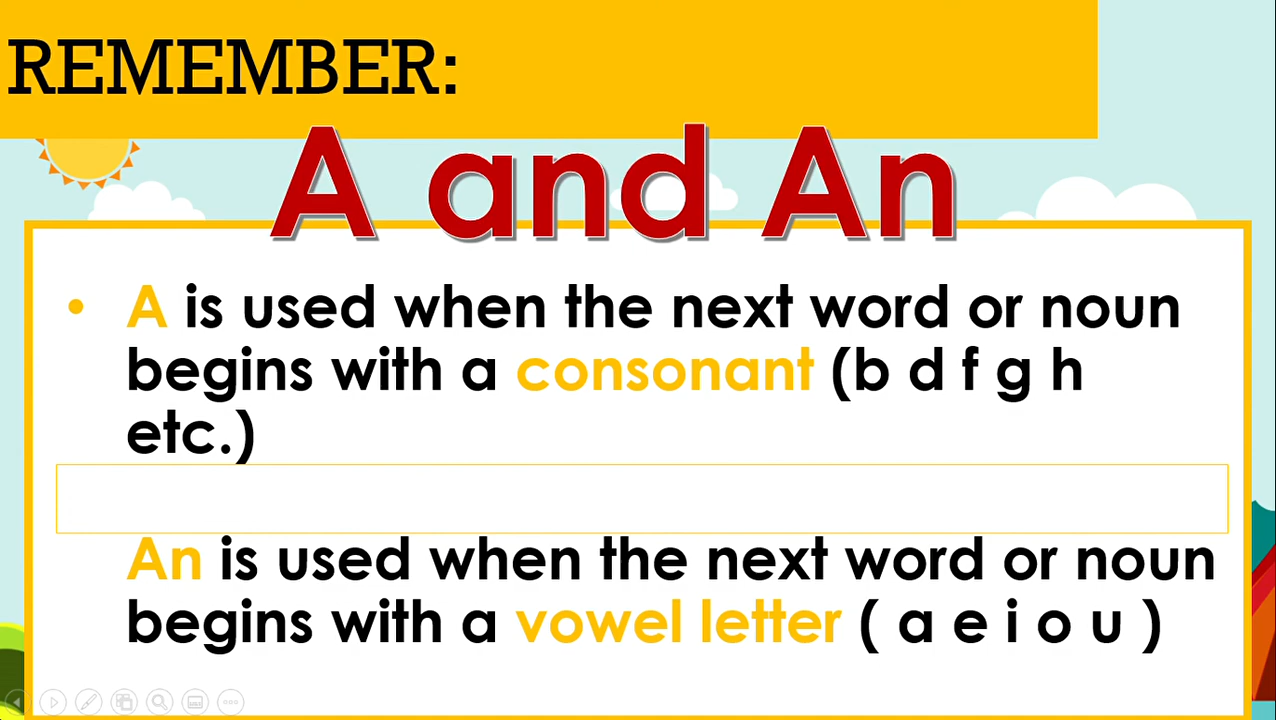 REMEMBER:
A and An
• A is used when the next word or noun
begins with a consonant (b d f g h
etc.)
An is used when the next word or noun
begins with a vowel letter ( a e i o u )